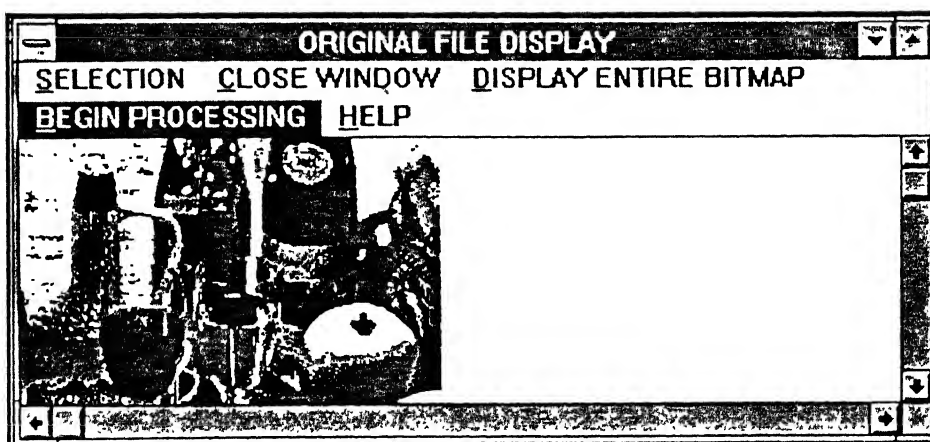 ORIGINAL FILE DISPLAY
SELECTION CLOSE WINDOW DISPLAY ENTIRE BITMAP
BEGIN PROCESSING HELP